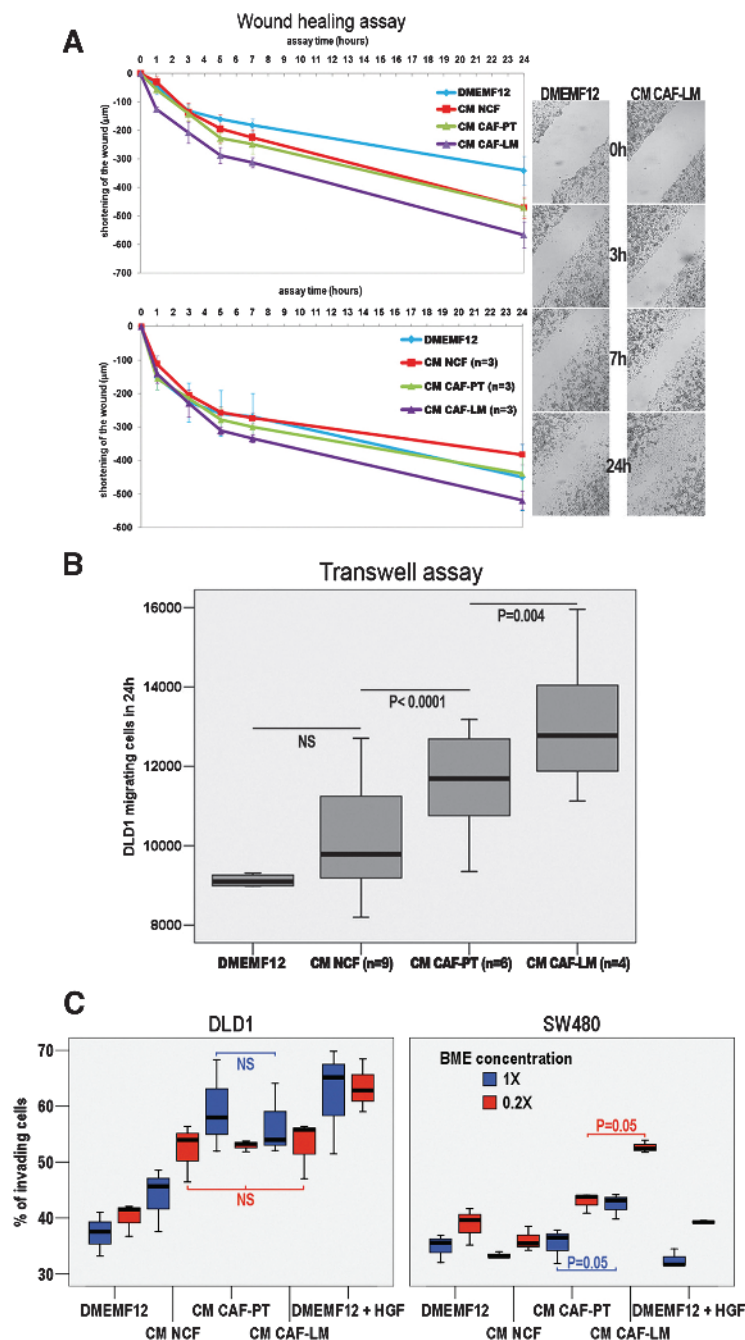 A
Wound healing assay
assay time (hours)
0 1 2 3 4 5 6 7 8 9 10 11 12 13 14 15 16 17 18 19 20 21 22 23 24
0
-100
-200
-300
-400
-500
-600
-700
shortening of the wound (µm)
DMEMF12
CM NCF
CM CAF-PT
CM CAF-LM
assay time (hours)
0 1 2 3 4 5 6 7 8 9 10 11 12 13 14 15 16 17 18 19 20 21 22 23 24
0
-100
-200
-300
-400
-500
-600
shortening of the wound (µm)
DMEMF12
CM NCF (n=3)
CM CAF-PT (n=3)
CM CAF-LM (n=3)
DMEMF12 CM CAF-LM
0h
3h
7h
24h
B
Transwell assay
DLD1 migrating cells in 24h
16000
14000
12000
10000
8000
P=0.004
P< 0.0001
NS
DMEMF12 CM NCF (n=9) CM CAF-PT (n=6) CM CAF-LM (n=4)
C
DLD1
% of invading cells
70
60
50
40
30
NS
NS
DMEMF12 CM CAF-PT DMEMF12 + HGF
CM NCF CM CAF-LM
SW480
BME concentration
1X
0.2X
P=0.05
P=0.05
DMEMF12 CM CAF-PT DMEMF12 + HGF
CM NCF CM CAF-LM